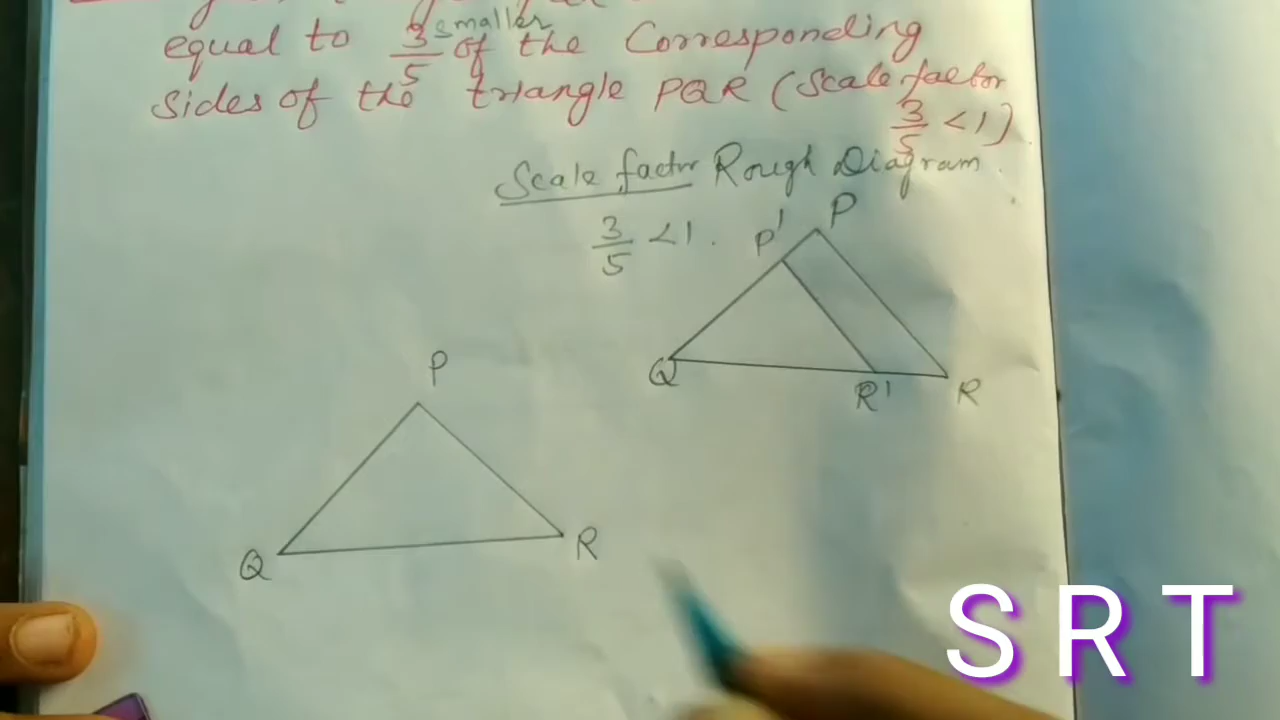 equal to 3/5 smaller of the Corresponding
sides of the triangle PQR (Scale factor
3/5 < 1)
Scale factor Rough Diagram.
3/5 < 1.
P' P
Q R' R
P
Q R
S R T